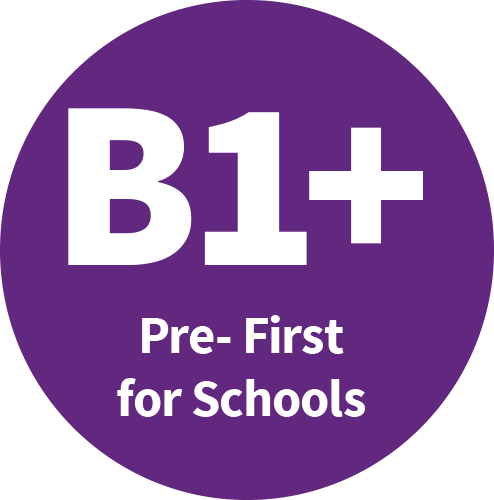 B1+
Pre- First
for Schools